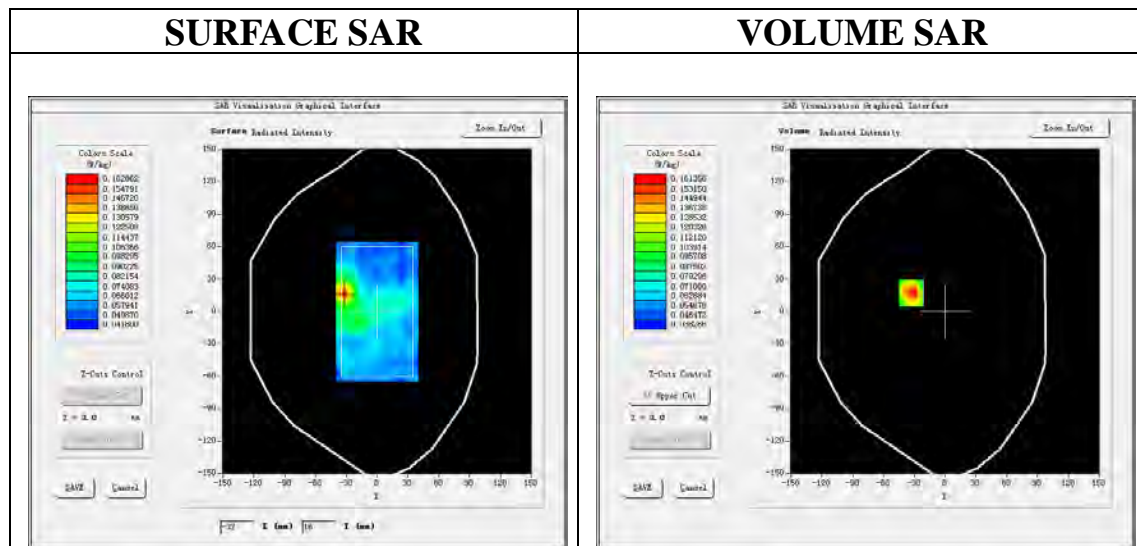 SURFACE SAR
VOLUME SAR
SAR Visualisation Graphical Interface
Surface Radiated Intensity
Zoom In/Out
Colors Scale
(W/kg)
0.162862
0.154791
0.146720
0.138650
0.130579
0.122508
0.114437
0.106366
0.098295
0.090225
0.082154
0.074083
0.066012
0.057941
0.049870
0.041800
150
120
90
60
30
0
-30
-60
-90
-120
-150
-150 -120 -90 -60 -30 0 30 60 90 120 150
Z-Cuts Control
SAVE
Cancel
-32 X (mm) 16 Y (mm)
SAR Visualisation Graphical Interface
Volume Radiated Intensity
Zoom In/Out
Colors Scale
(W/kg)
0.161356
0.153150
0.144944
0.136738
0.128532
0.120326
0.112120
0.103914
0.095708
0.087502
0.079296
0.071090
0.062884
0.054678
0.046472
150
120
90
60
30
0
-30
-60
-90
-120
-150
-150 -120 -90 -60 -30 0 30 60 90 120 150
Z-Cuts Control
Upper Cut
SAVE
Cancel